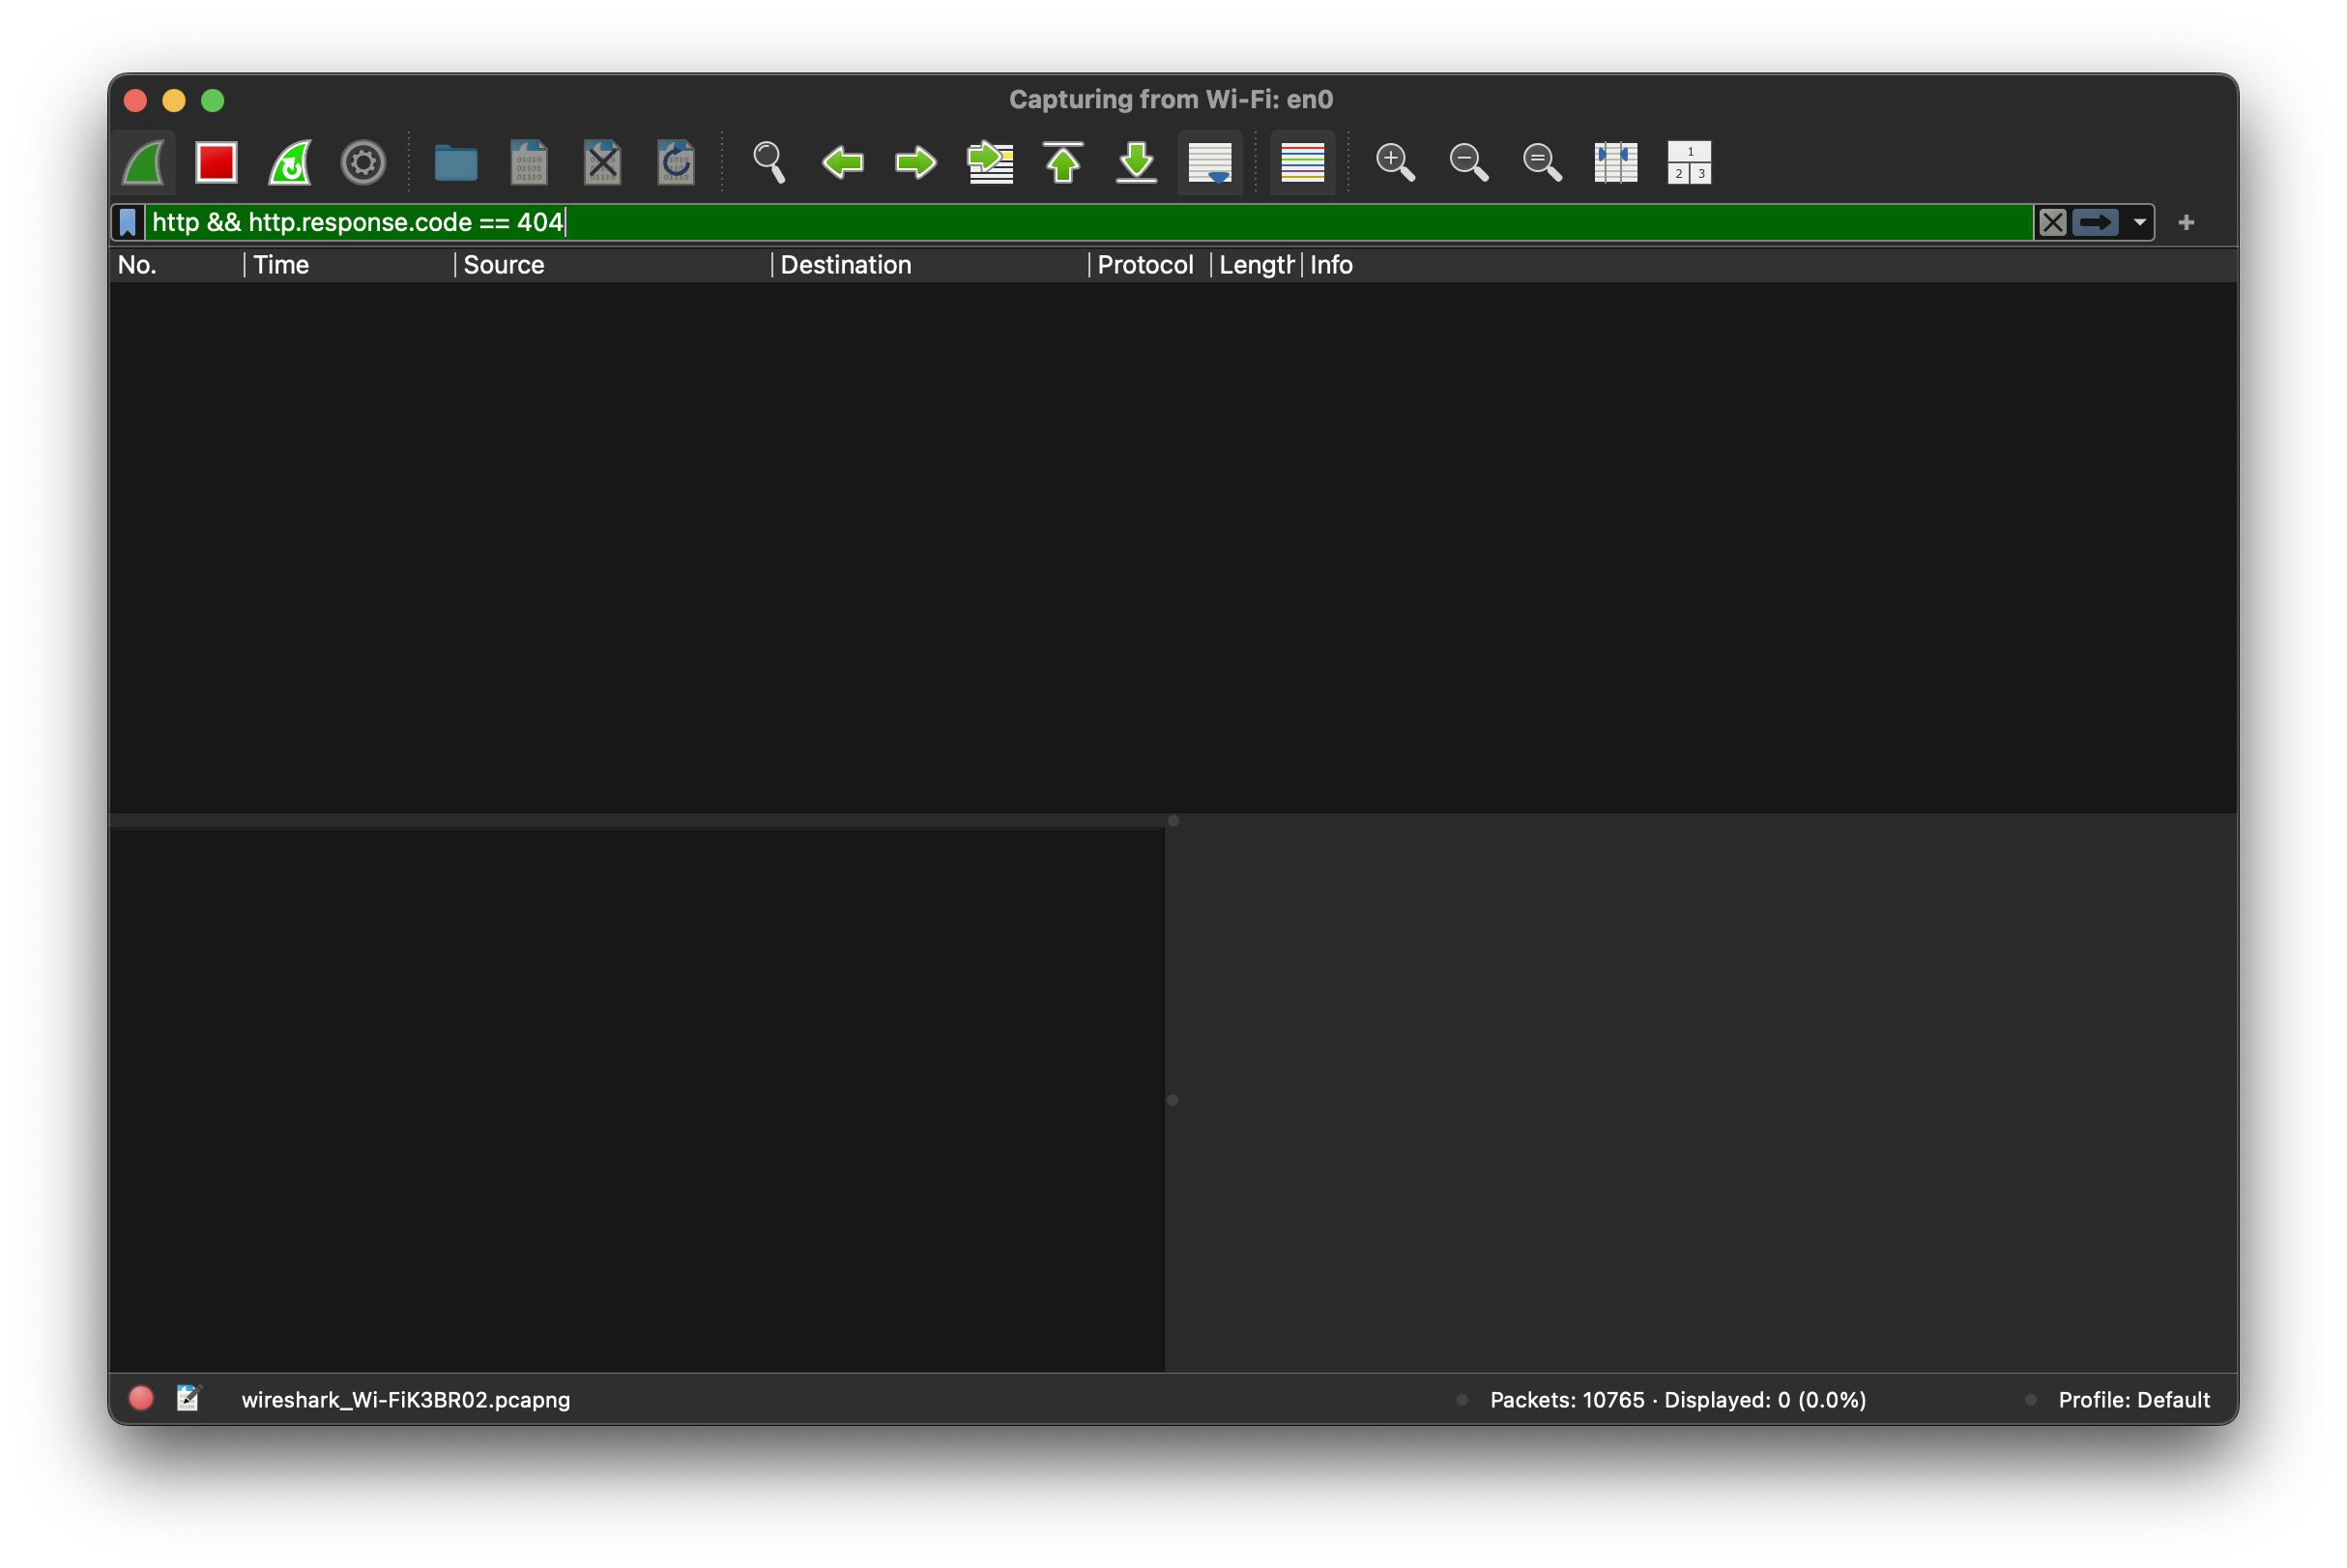 Capturing from Wi-Fi: en0
1
2 3
http && http.response.code == 404
No. Time Source Destination Protocol Length Info
wireshark_Wi-FiK3BR02.pcapng Packets: 10765 · Displayed: 0 (0.0%) Profile: Default